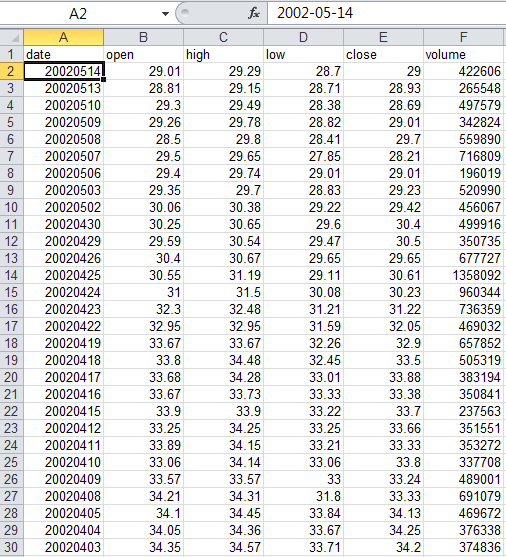 A2 fx 2002-05-14
A B C D E F
1 date open high low close volume
2 20020514 29.01 29.29 28.7 29 422606
3 20020513 28.81 29.15 28.71 28.93 265548
4 20020510 29.3 29.49 28.38 28.69 497579
5 20020509 29.26 29.78 28.82 29.01 342824
6 20020508 28.5 29.8 28.41 29.7 559890
7 20020507 29.5 29.65 27.85 28.21 716809
8 20020506 29.4 29.74 29.01 29.01 196019
9 20020503 29.35 29.7 28.83 29.23 520990
10 20020502 30.06 30.38 29.22 29.42 456067
11 20020430 30.25 30.65 29.6 30.4 499916
12 20020429 29.59 30.54 29.47 30.5 350735
13 20020426 30.4 30.67 29.65 29.65 677727
14 20020425 30.55 31.19 29.11 30.61 1358092
15 20020424 31 31.5 30.08 30.23 960344
16 20020423 32.3 32.48 31.21 31.22 736359
17 20020422 32.95 32.95 31.59 32.05 469032
18 20020419 33.67 33.67 32.26 32.9 657852
19 20020418 33.8 34.48 32.45 33.5 505319
20 20020417 33.68 34.28 33.01 33.88 383194
21 20020416 33.67 33.73 33.33 33.38 350841
22 20020415 33.9 33.9 33.22 33.7 237563
23 20020412 33.25 34.25 33.25 33.66 351551
24 20020411 33.89 34.15 33.21 33.33 353272
25 20020410 33.06 34.14 33.06 33.8 337708
26 20020409 33.57 33.57 33 33.24 489001
27 20020408 34.21 34.31 31.8 33.33 691079
28 20020405 34.1 34.45 33.84 34.13 469672
29 20020404 34.05 34.36 33.67 34.25 376338
30 20020403 34.35 34.57 33.71 34.2 374836